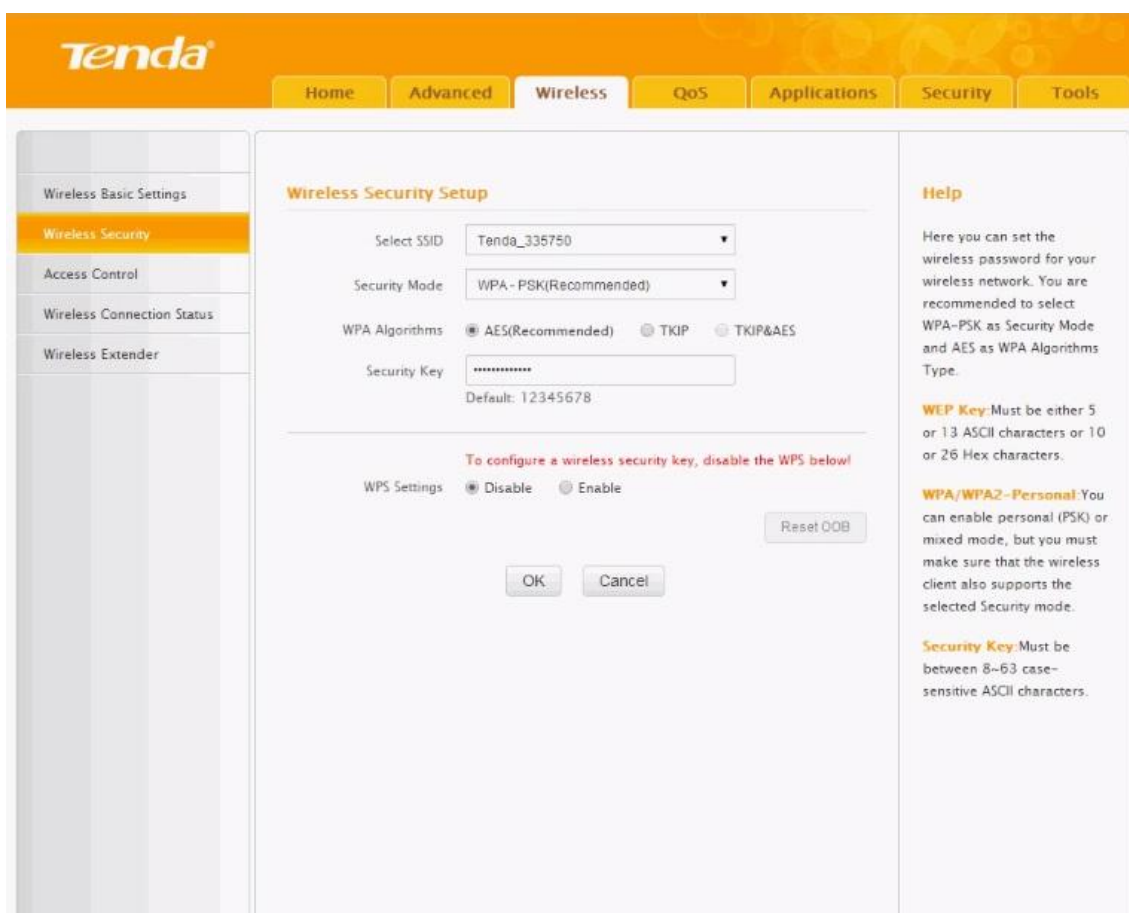 Tenda®
Home Advanced Wireless QoS Applications Security Tools
Wireless Basic Settings
Wireless Security
Access Control
Wireless Connection Status
Wireless Extender
Wireless Security Setup
Select SSID Tenda_335750
Security Mode WPA - PSK(Recommended)
WPA Algorithms AES(Recommended) TKIP TKIP&AES
Security Key •••••••••••••
Default: 12345678
To configure a wireless security key, disable the WPS below!
WPS Settings Disable Enable
Reset OOB
OK Cancel
Help
Here you can set the
wireless password for your
wireless network. You are
recommended to select
WPA-PSK as Security Mode
and AES as WPA Algorithms
Type.
WEP Key:Must be either 5
or 13 ASCII characters or 10
or 26 Hex characters.
WPA/WPA2-Personal:You
can enable personal (PSK) or
mixed mode, but you must
make sure that the wireless
client also supports the
selected Security mode.
Security Key:Must be
between 8~63 case-
sensitive ASCII characters.